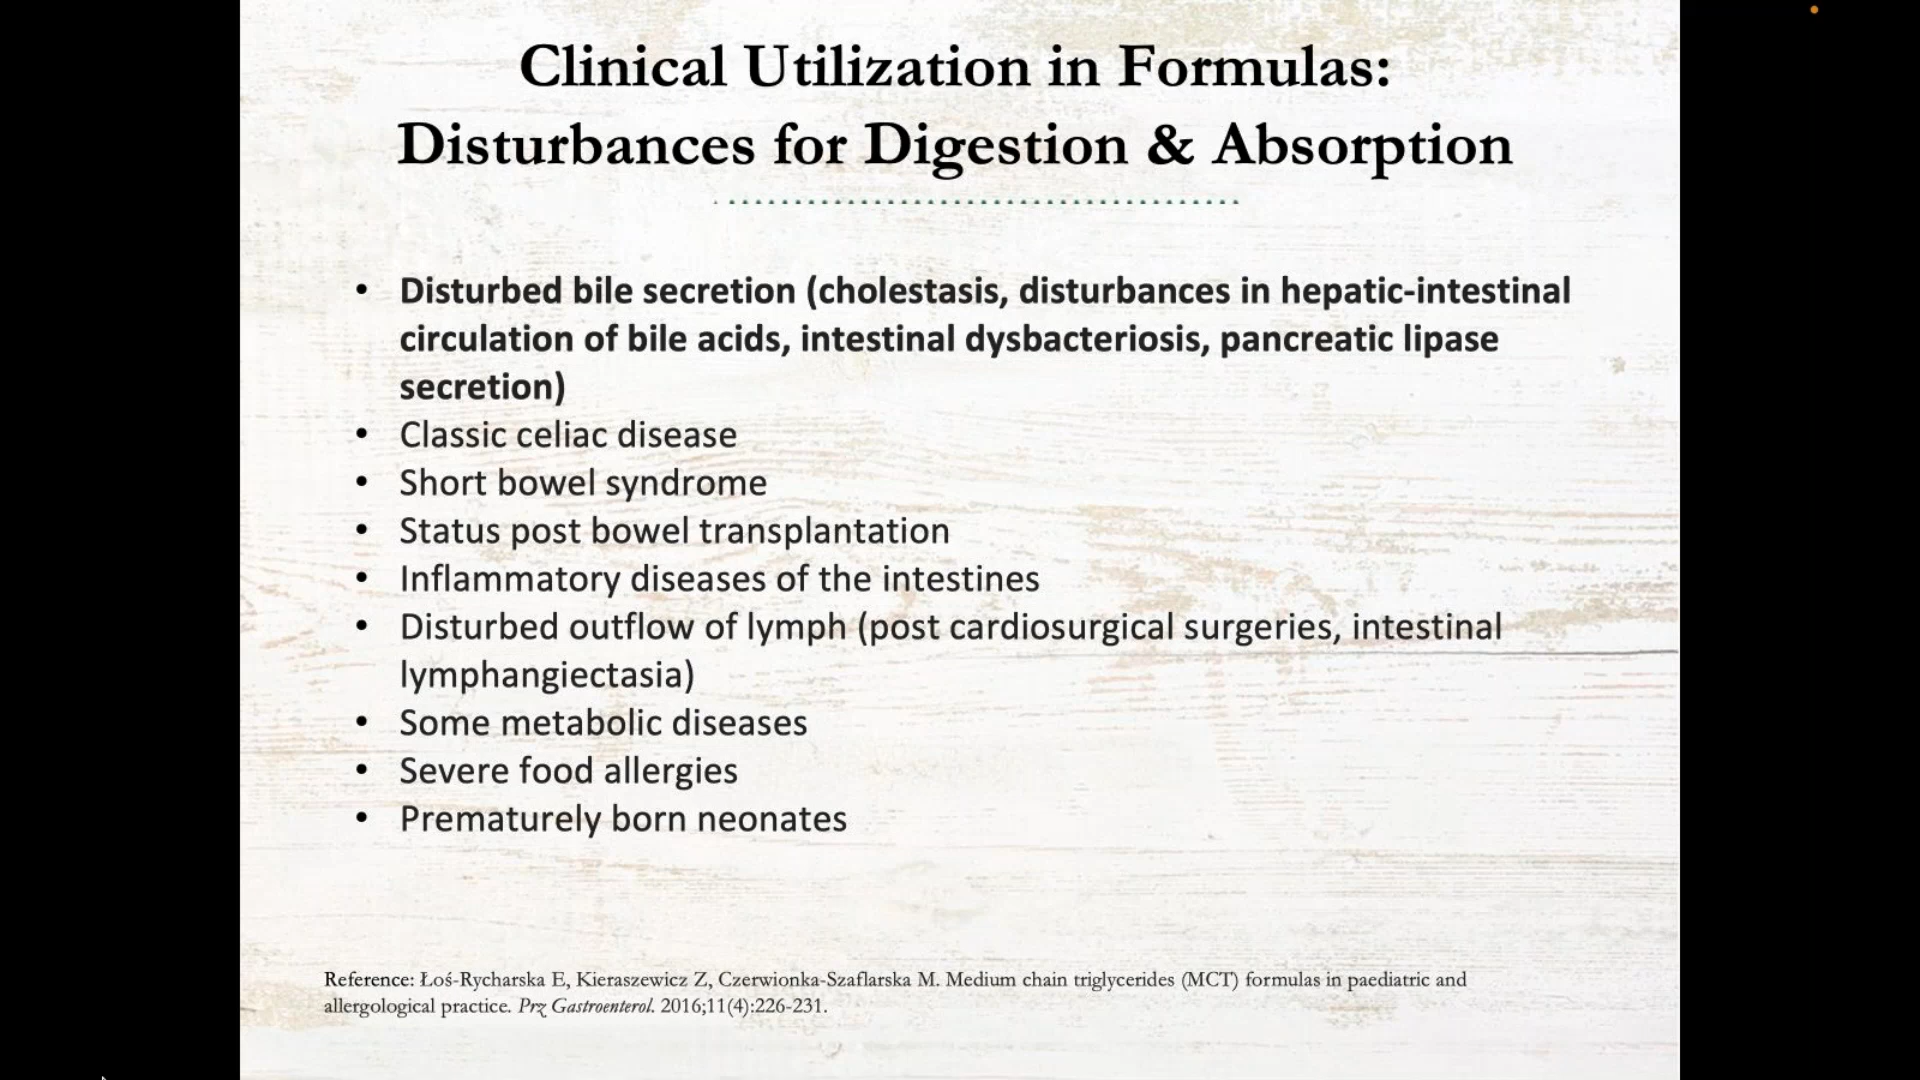 Clinical Utilization in Formulas:
Disturbances for Digestion & Absorption
• Disturbed bile secretion (cholestasis, disturbances in hepatic-intestinal
circulation of bile acids, intestinal dysbacteriosis, pancreatic lipase
secretion)
• Classic celiac disease
• Short bowel syndrome
• Status post bowel transplantation
• Inflammatory diseases of the intestines
• Disturbed outflow of lymph (post cardiosurgical surgeries, intestinal
lymphangiectasia)
• Some metabolic diseases
• Severe food allergies
• Prematurely born neonates
Reference: Łoś-Rycharska E, Kieraszewicz Z, Czerwionka-Szaflarska M. Medium chain triglycerides (MCT) formulas in paediatric and
allergological practice. Prz Gastroenterol. 2016;11(4):226-231.